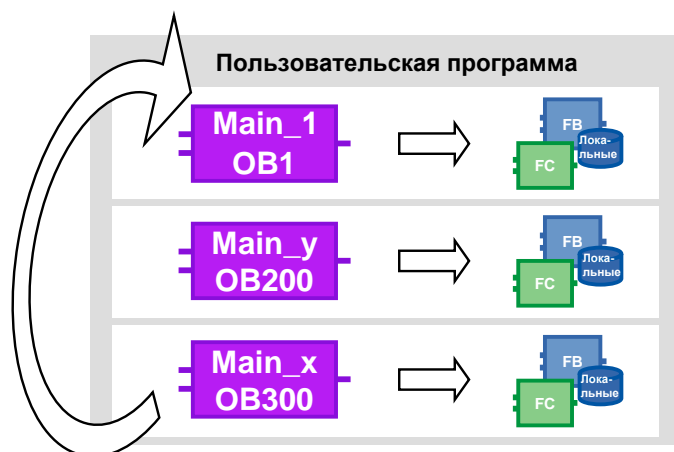 Пользовательская программа
Main_1
OB1
FB
Лока-
льные
FC
Main_y
OB200
FB
Лока-
льные
FC
Main_x
OB300
FB
Лока-
льные
FC